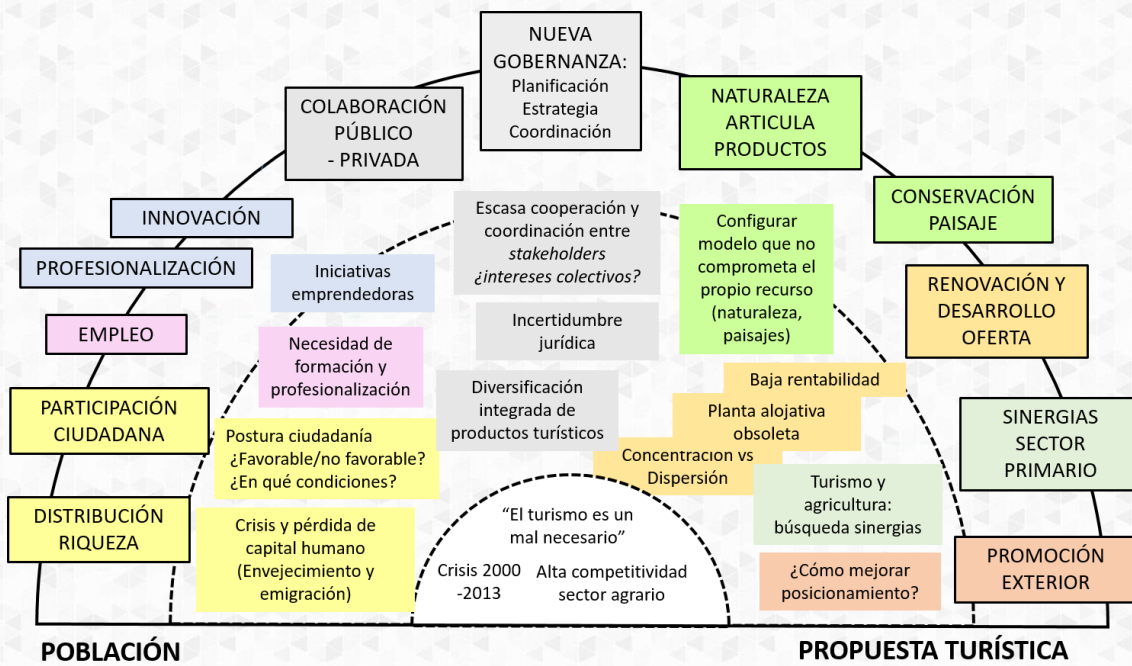 NUEVA
GOBERNANZA:
Planificación
Estrategia
Coordinación
COLABORACIÓN
PÚBLICO
- PRIVADA
NATURALEZA
ARTICULA
PRODUCTOS
INNOVACIÓN
CONSERVACIÓN
PAISAJE
PROFESIONALIZACIÓN
RENOVACIÓN Y
DESARROLLO
OFERTA
EMPLEO
PARTICIPACIÓN
CIUDADANA
SINERGIAS
SECTOR
PRIMARIO
DISTRIBUCIÓN
RIQUEZA
PROMOCIÓN
EXTERIOR
Escasa cooperación y
coordinación entre
stakeholders
¿intereses colectivos?
Configurar
modelo que no
comprometa el
propio recurso
(naturaleza,
paisajes)
Iniciativas
emprendedoras
Incertidumbre
jurídica
Necesidad de
formación y
profesionalización
Diversificación
integrada de
productos turísticos
Baja rentabilidad
Planta alojativa
obsoleta
Concentración vs
Dispersión
Postura ciudadanía
¿Favorable/no favorable?
¿En qué condiciones?
Turismo y
agricultura:
búsqueda sinergias
Crisis y pérdida de
capital humano
(Envejecimiento y
emigración)
¿Cómo mejorar
posicionamiento?
“El turismo es un
mal necesario”
Crisis 2000
-2013
Alta competitividad
sector agrario
POBLACIÓN
PROPUESTA TURÍSTICA